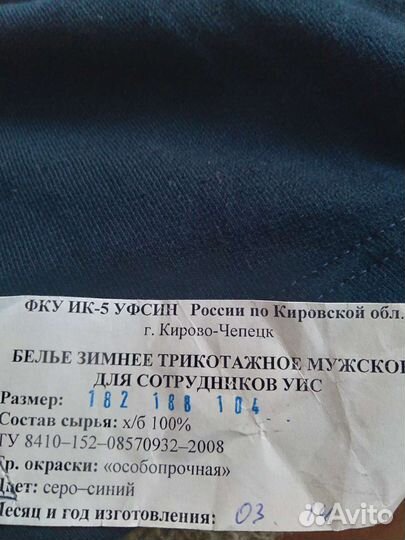 ФКУ ИК-5 УФСИН России по Кировской обл.
г. Кирово-Чепецк
БЕЛЬЕ ЗИМНЕЕ ТРИКОТАЖНОЕ МУЖСКО
ДЛЯ СОТРУДНИКОВ УИС
Размер: 182 188 104
Состав сырья: х/б 100%
ТУ 8410–152–08570932–2008
Гр. окраски: «особопрочная»
Цвет: серо–синий
Месяц и год изготовления: 03
Avito